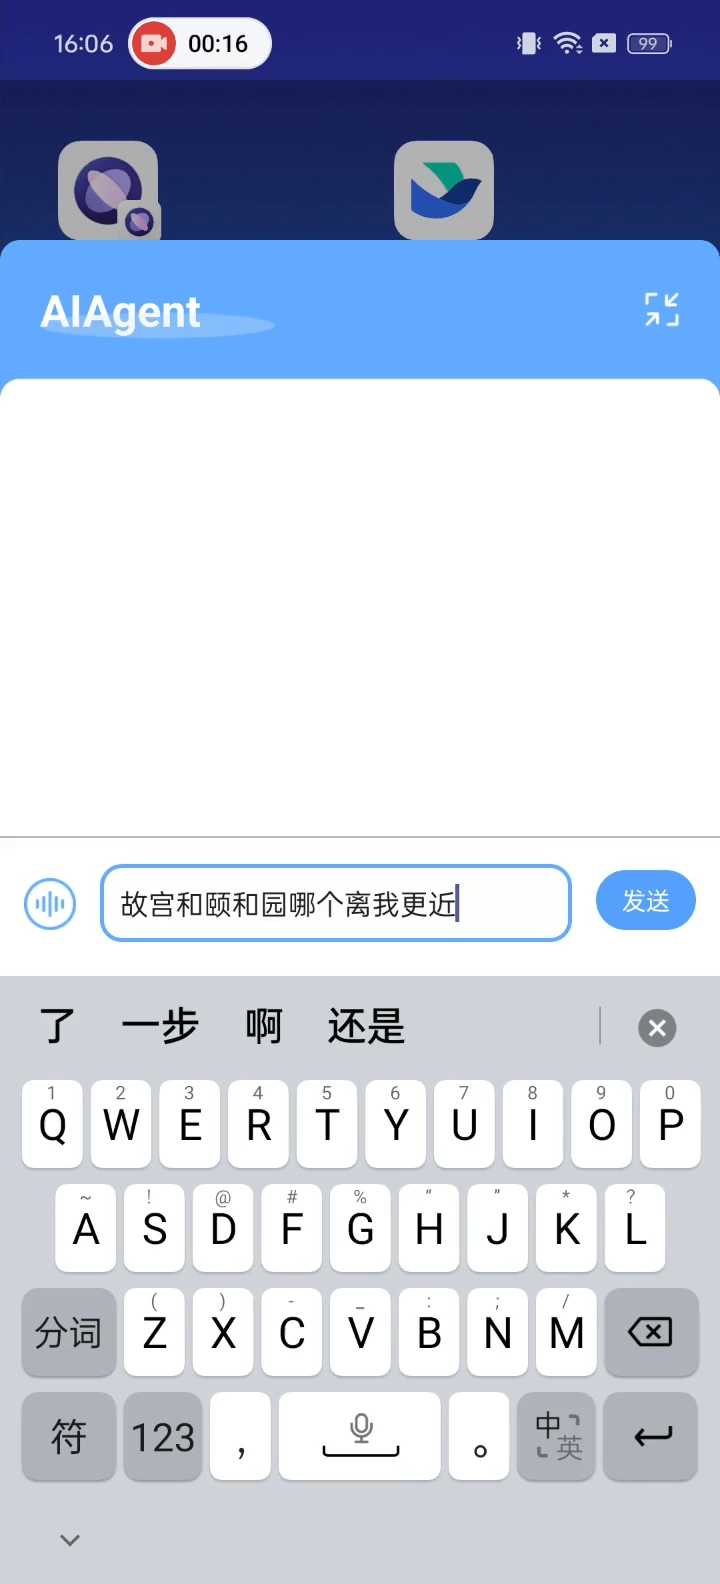 16:06 00:16 99
AIAgent
故宫和颐和园哪个离我更近 发送
了 一步 啊 还是
1 2 3 4 5 6 7 8 9 0
Q W E R T Y U I O P
~ ! @ # % “ ” * ?
A S D F G H J K L
( ) - _ : ; /
分词 Z X C V B N M
符 123 , 。 中 英